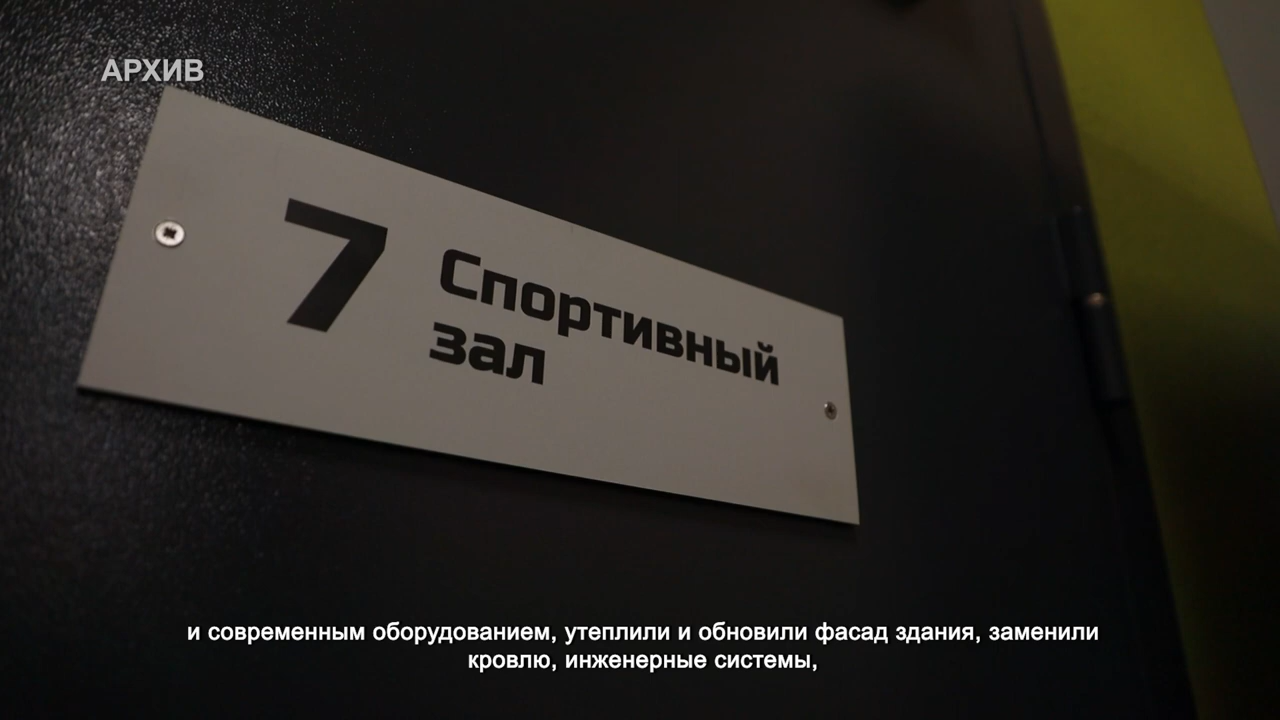 АРХИВ
7 Спортивный
зал
и современным оборудованием, утеплили и обновили фасад здания, заменили
кровлю, инженерные системы,